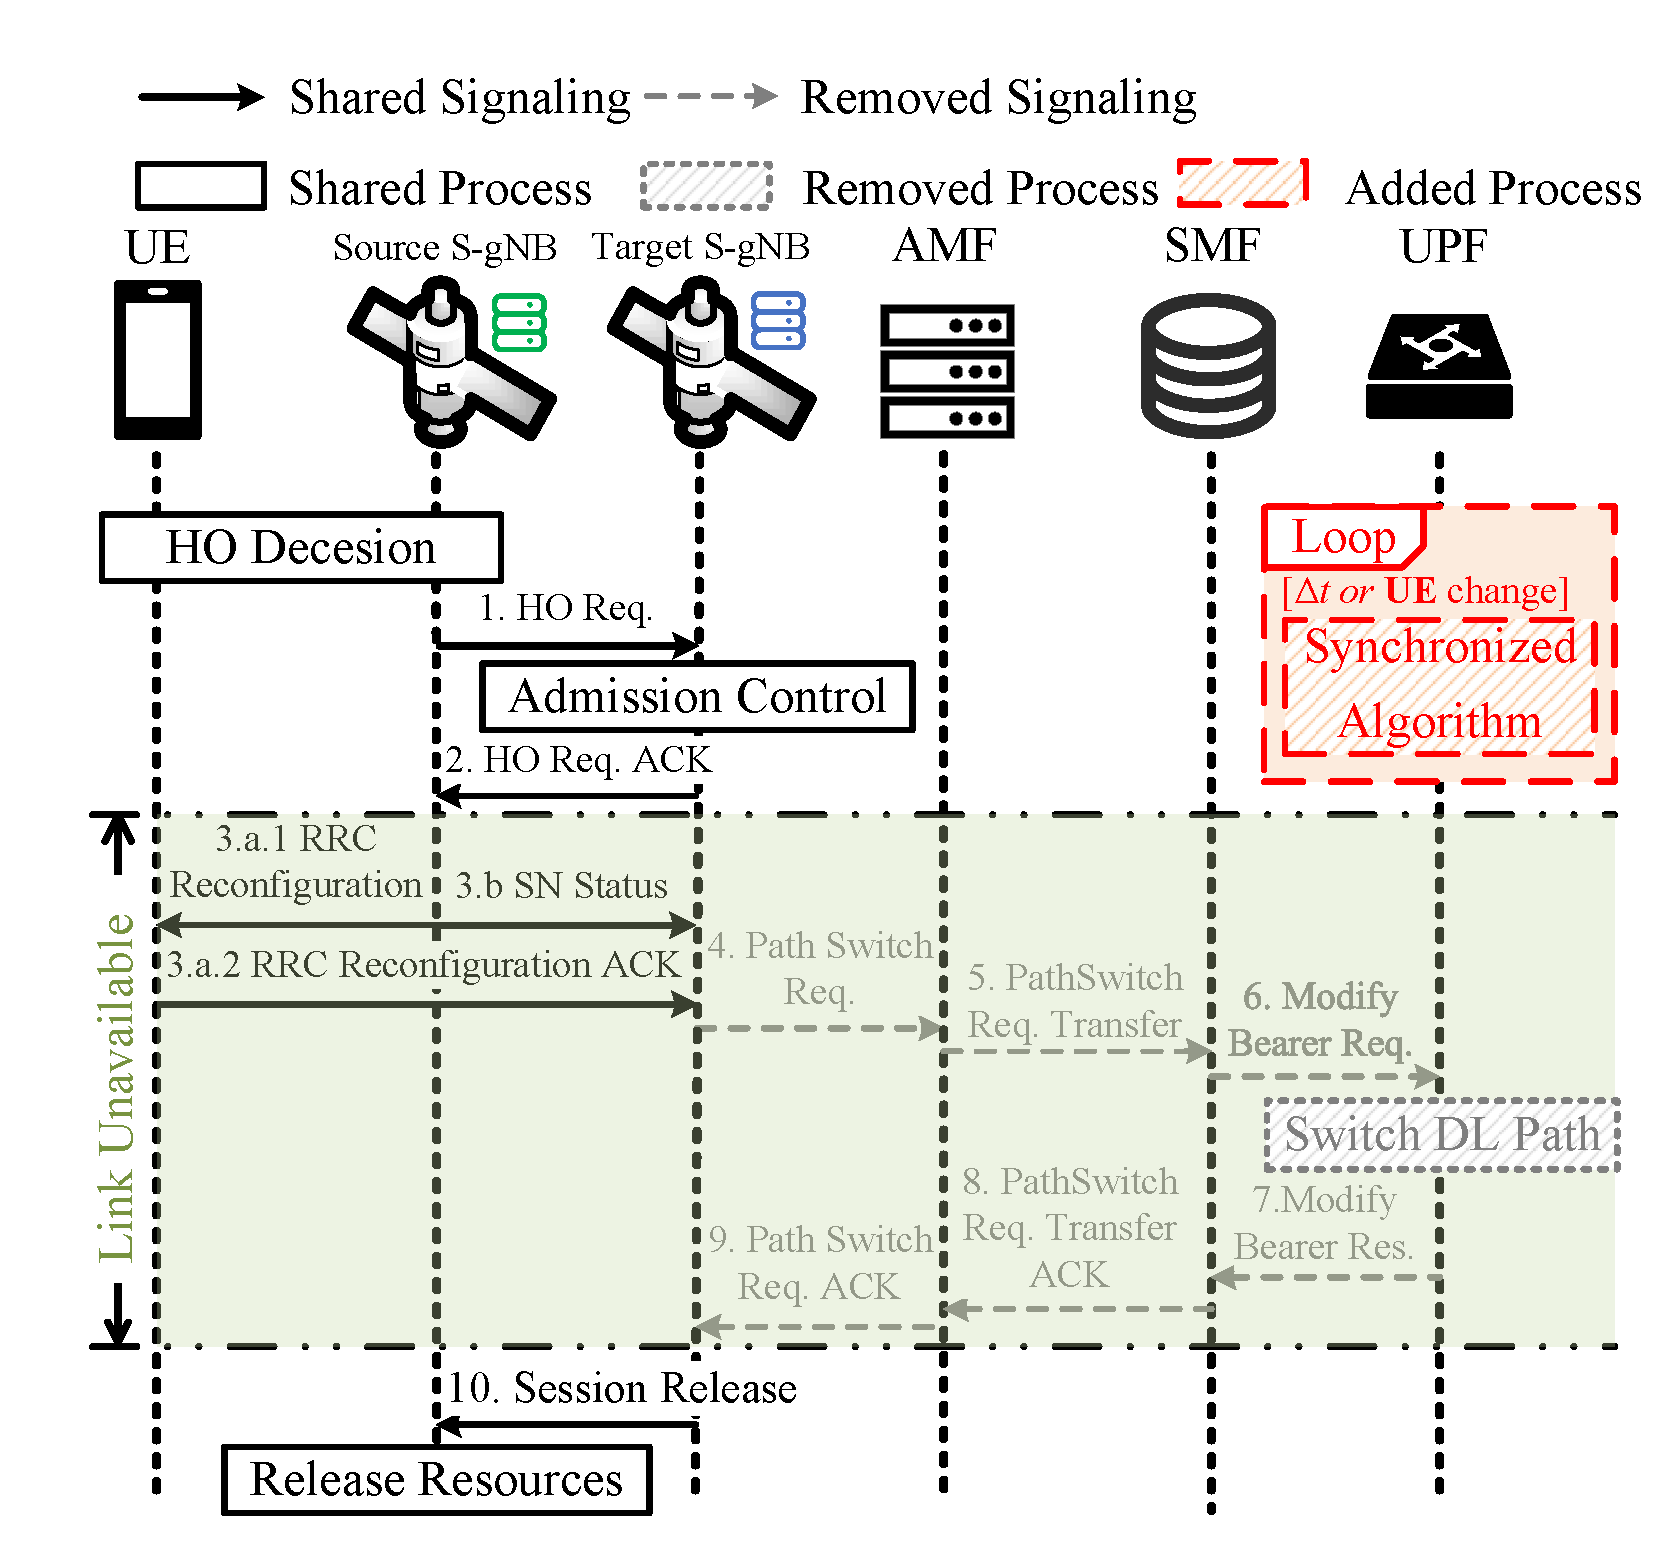 Shared Signaling
Removed Signaling
Shared Process
Removed Process
Added Process
UE
Source S-gNB
Target S-gNB
AMF
SMF
UPF
HO Decesion
Loop
[Δt or UE change]
Synchronized
Algorithm
1. HO Req.
Admission Control
2. HO Req. ACK
Link Unavailable
3.a.1 RRC
Reconfiguration
3.b SN Status
3.a.2 RRC Reconfiguration ACK
4. Path Switch
Req.
5. PathSwitch
Req. Transfer
6. Modify
Bearer Req.
Switch DL Path
7.Modify
Bearer Res.
8. PathSwitch
Req. Transfer
ACK
9. Path Switch
Req. ACK
10. Session Release
Release Resources